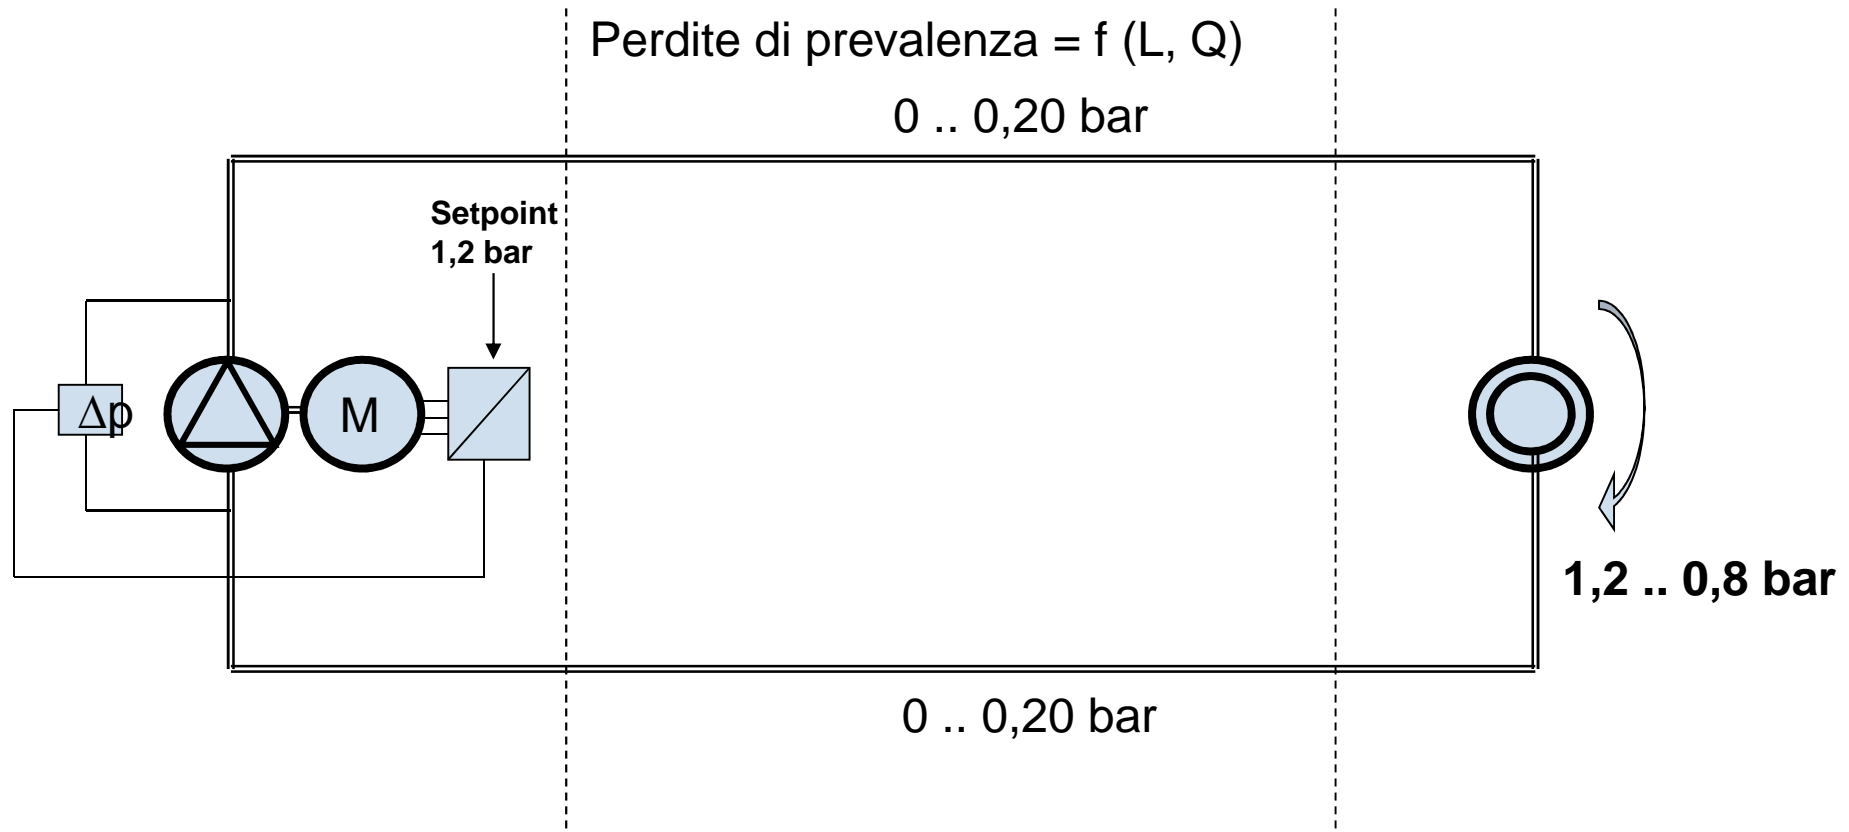 Perdite di prevalenza = f (L, Q)
0 .. 0,20 bar
Setpoint
1,2 bar
Δp
M
1,2 .. 0,8 bar
0 .. 0,20 bar